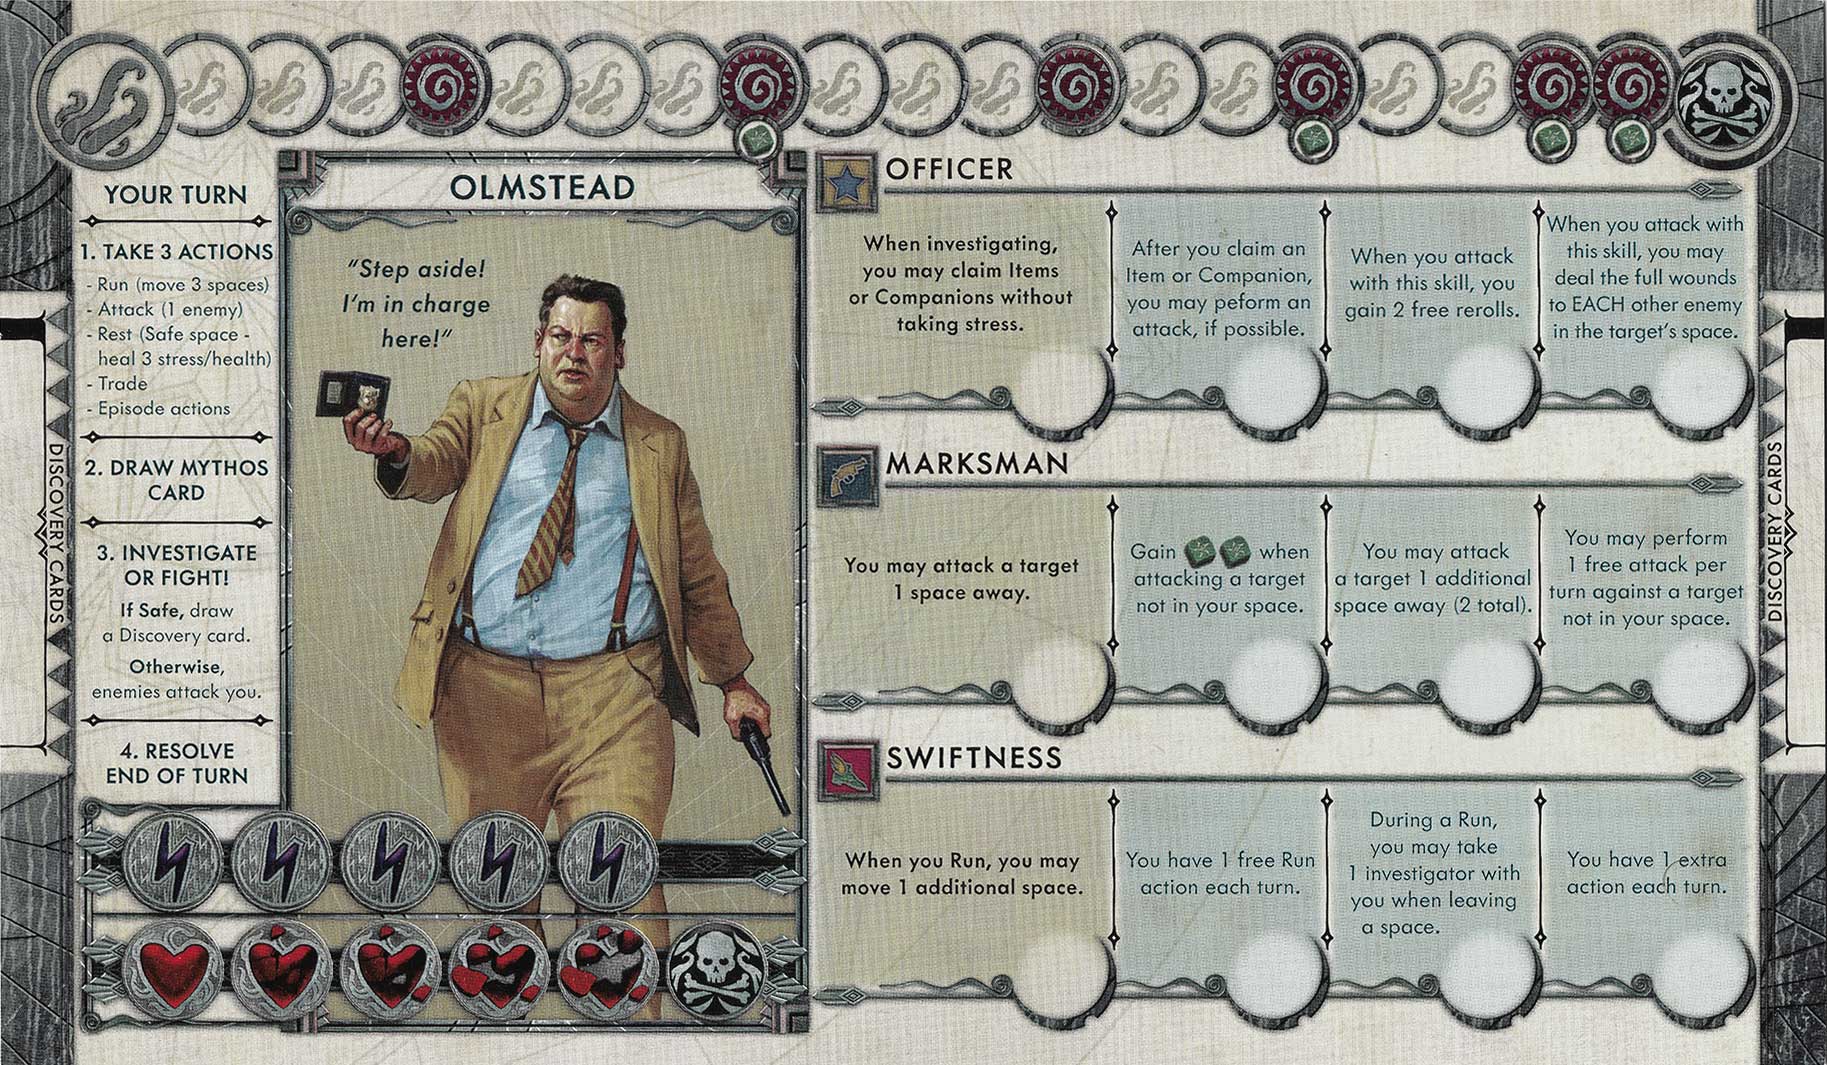 YOUR TURN
1. TAKE 3 ACTIONS
- Run (move 3 spaces)
- Attack (1 enemy)
- Rest (Safe space -
heal 3 stress/health)
- Trade
- Episode actions
2. DRAW MYTHOS
CARD
3. INVESTIGATE
OR FIGHT!
If Safe, draw
a Discovery card.
Otherwise,
enemies attack you.
4. RESOLVE
END OF TURN
DISCOVERY CARDS
OLMSTEAD
“Step aside!
I’m in charge
here!”
OFFICER
When investigating,
you may claim Items
or Companions without
taking stress.
After you claim an
Item or Companion,
you may peform an
attack, if possible.
When you attack
with this skill, you
gain 2 free rerolls.
When you attack with
this skill, you may
deal the full wounds
to EACH other enemy
in the target’s space.
MARKSMAN
You may attack a target
1 space away.
Gain when
attacking a target
not in your space.
You may attack
a target 1 additional
space away (2 total).
You may perform
1 free attack per
turn against a target
not in your space.
SWIFTNESS
When you Run, you may
move 1 additional space.
You have 1 free Run
action each turn.
During a Run,
you may take
1 investigator with
you when leaving
a space.
You have 1 extra
action each turn.
DISCOVERY CARDS